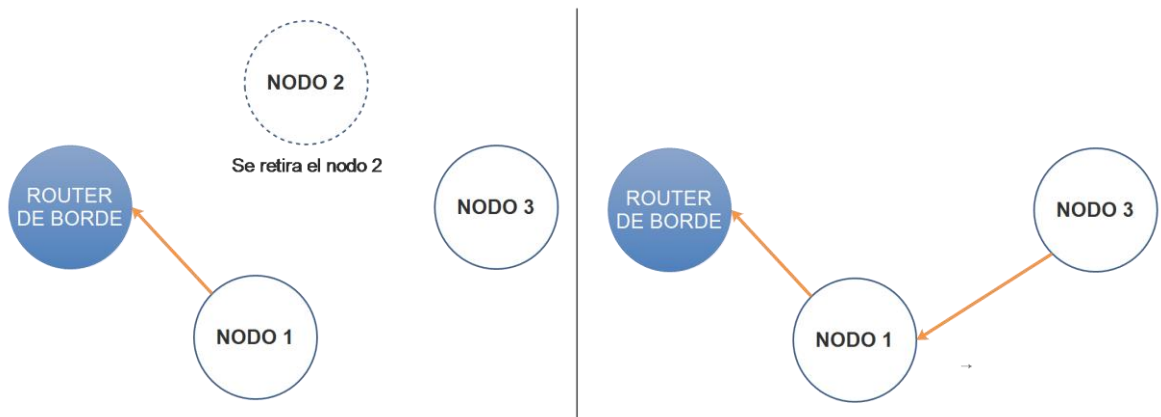 NODO 2
Se retira el nodo 2
ROUTER
DE BORDE
NODO 3
NODO 1
ROUTER
DE BORDE
NODO 3
NODO 1
→